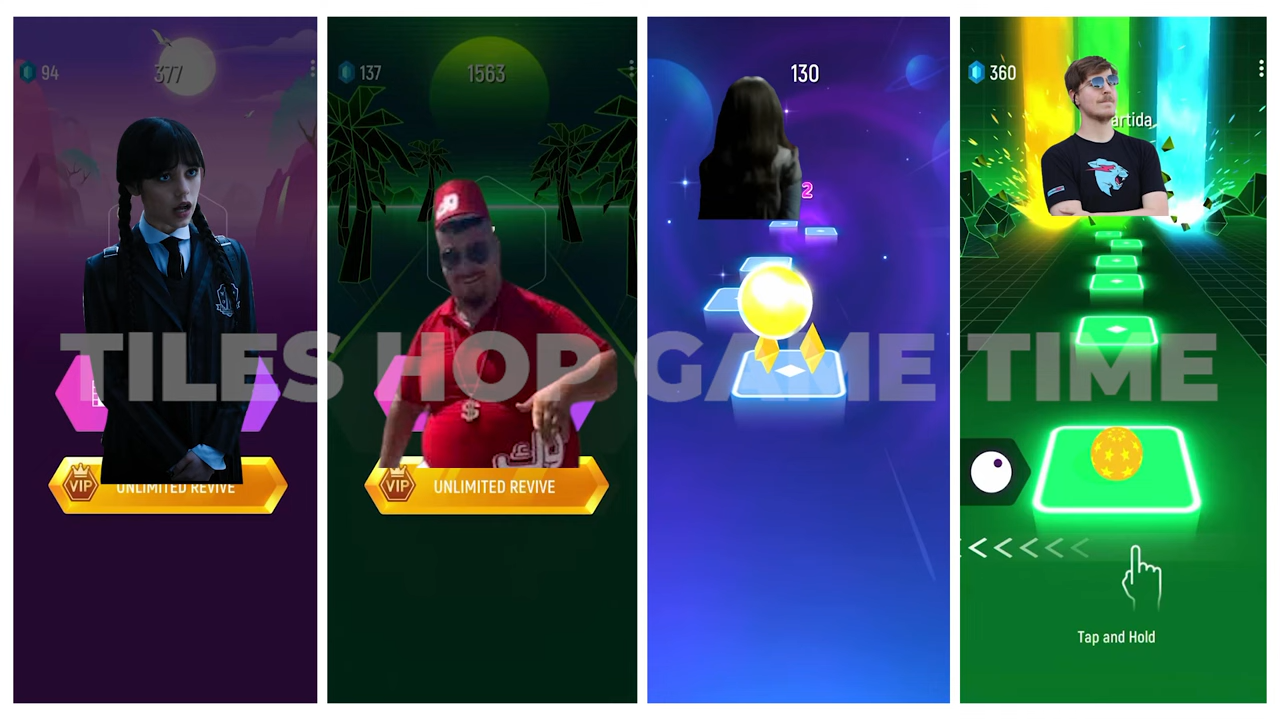 94
377
137
1563
130
360
artida
2
TILES HOP GAME TIME
$
VIP
UNLIMITED REVIVE
VIP
UNLIMITED REVIVE
Tap and Hold